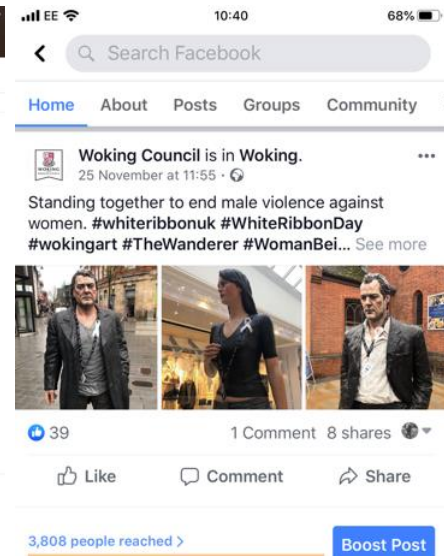 EE 10:40 68%
Search Facebook
Home About Posts Groups Community
Woking Council is in Woking.
25 November at 11:55 ·
Standing together to end male violence against
women. #whiteribbonuk #WhiteRibbonDay
#wokingart #TheWanderer #WomanBei... See more
39 1 Comment 8 shares
Like Comment Share
3,808 people reached > Boost Post